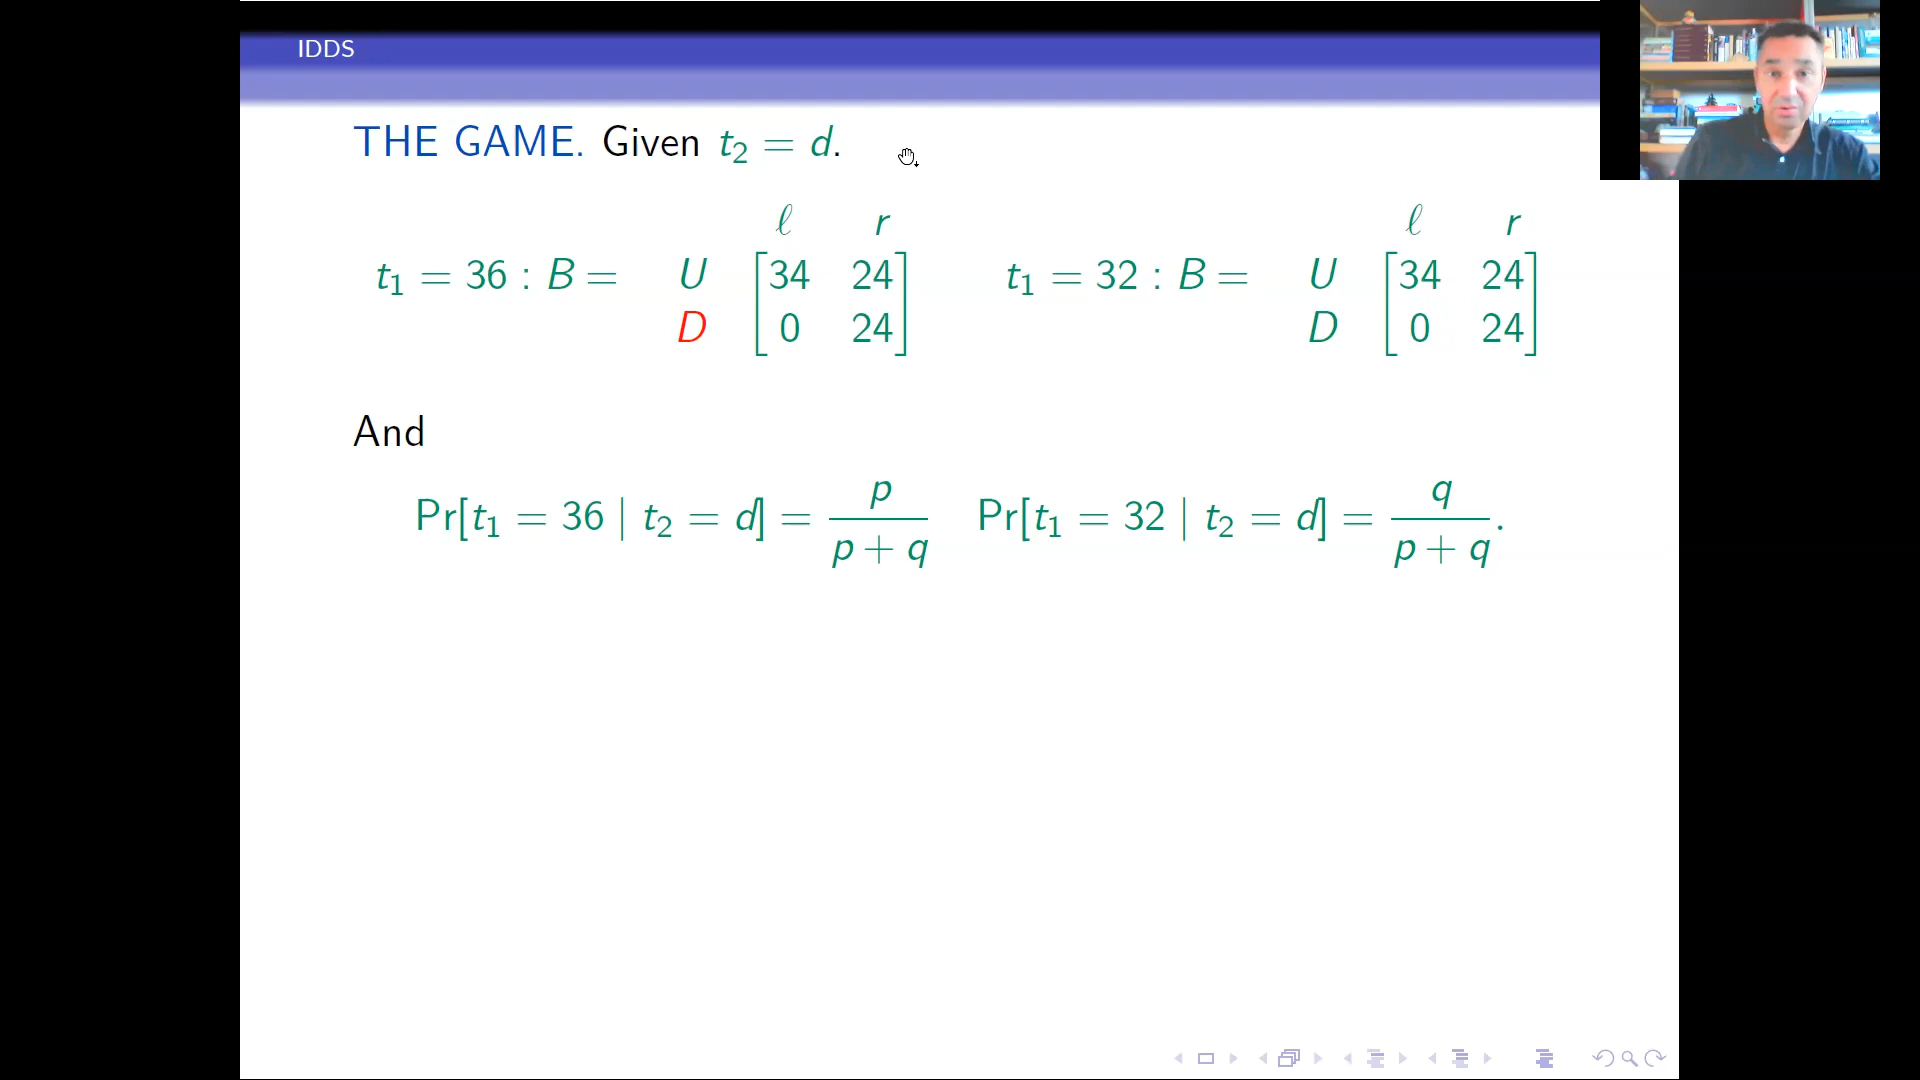 IDDS
THE GAME. Given t₂ = d.
ℓ r ℓ r
t₁ = 36 : B = U [34 24] t₁ = 32 : B = U [34 24]
D [0 24] D [0 24]
And
Pr[t₁ = 36 | t₂ = d] = p / (p + q) Pr[t₁ = 32 | t₂ = d] = q / (p + q).